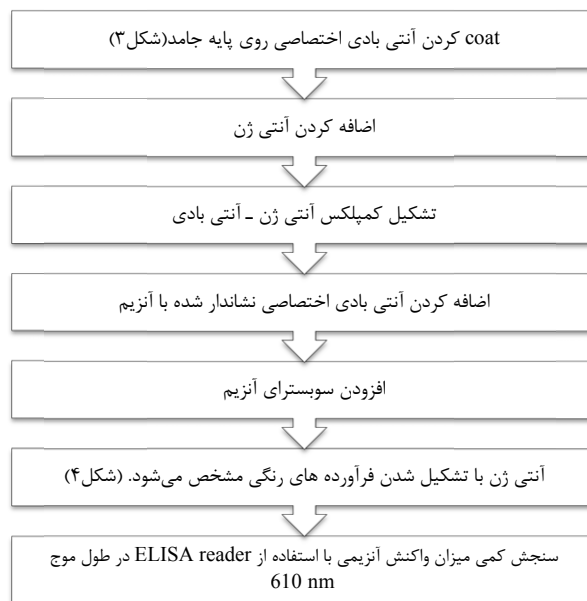 coat کردن آنتی بادی اختصاصی روی پایه جامد(شکل۳)
اضافه کردن آنتی ژن
تشکیل کمپلکس آنتی ژن ـ آنتی بادی
اضافه کردن آنتی بادی اختصاصی نشاندار شده با آنزیم
افزودن سوبسترای آنزیم
آنتی ژن با تشکیل شدن فرآورده های رنگی مشخص می‌شود. (شکل۴)
سنجش کمی میزان واکنش آنزیمی با استفاده از ELISA reader در طول موج
610 nm